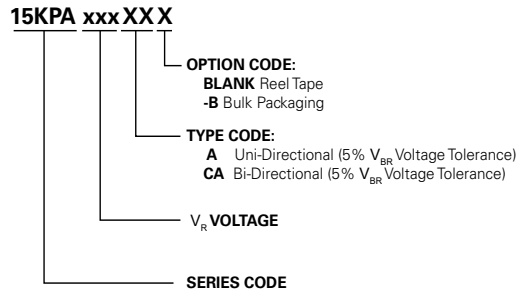 15KPA xxx XX X
OPTION CODE:
BLANK Reel Tape
-B Bulk Packaging
TYPE CODE:
A Uni-Directional (5% VBR Voltage Tolerance)
CA Bi-Directional (5% VBR Voltage Tolerance)
VR VOLTAGE
SERIES CODE